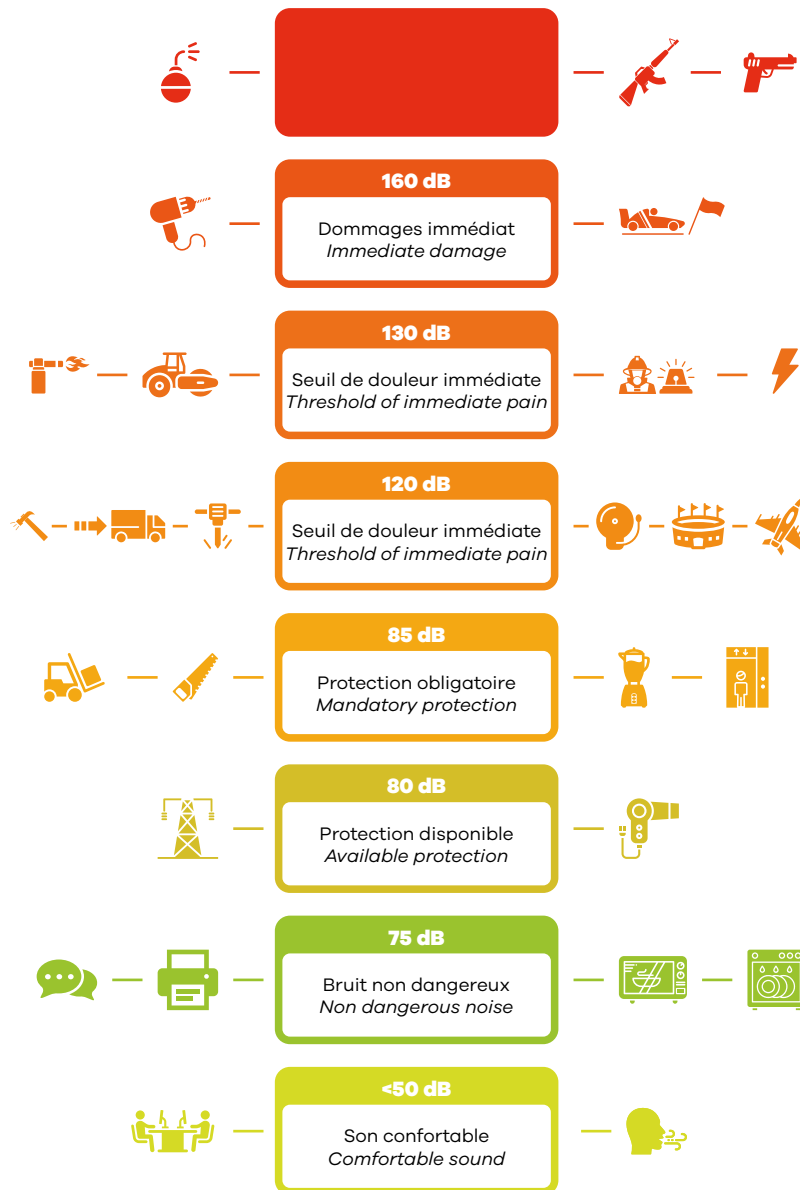 160 dB
Dommages immédiat
Immediate damage
130 dB
Seuil de douleur immédiate
Threshold of immediate pain
120 dB
Seuil de douleur immédiate
Threshold of immediate pain
85 dB
Protection obligatoire
Mandatory protection
80 dB
Protection disponible
Available protection
75 dB
Bruit non dangereux
Non dangerous noise
<50 dB
Son confortable
Comfortable sound